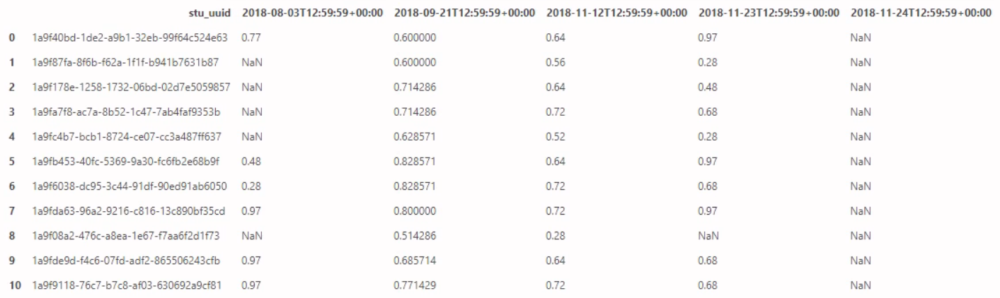 stu_uuid 2018-08-03T12:59:59+00:00 2018-09-21T12:59:59+00:00 2018-11-12T12:59:59+00:00 2018-11-23T12:59:59+00:00 2018-11-24T12:59:59+00:00
0 1a9f40bd-1de2-a9b1-32eb-99f64c524e63 0.77 0.600000 0.64 0.97 NaN
1 1a9f87fa-8f6b-f62a-1f1f-b941b7631b87 NaN 0.600000 0.56 0.28 NaN
2 1a9f178e-1258-1732-06bd-02d7e5059857 NaN 0.714286 0.64 0.48 NaN
3 1a9fa7f8-ac7a-8b52-1c47-7ab4faf9353b NaN 0.714286 0.72 0.68 NaN
4 1a9fc4b7-bcb1-8724-ce07-cc3a487ff637 NaN 0.628571 0.52 0.28 NaN
5 1a9fb453-40fc-5369-9a30-fc6fb2e68b9f 0.48 0.828571 0.64 0.97 NaN
6 1a9f6038-dc95-3c44-91df-90ed91ab6050 0.28 0.828571 0.72 0.68 NaN
7 1a9fda63-96a2-9216-c816-13c890bf35cd 0.97 0.800000 0.72 0.97 NaN
8 1a9f08a2-476c-a8ea-1e67-f7aa6f2d1f73 NaN 0.514286 0.28 NaN NaN
9 1a9fde9d-f4c6-07fd-adf2-865506243cfb 0.97 0.685714 0.64 0.68 NaN
10 1a9f9118-76c7-b7c8-af03-630692a9cf81 0.97 0.771429 0.72 0.68 NaN